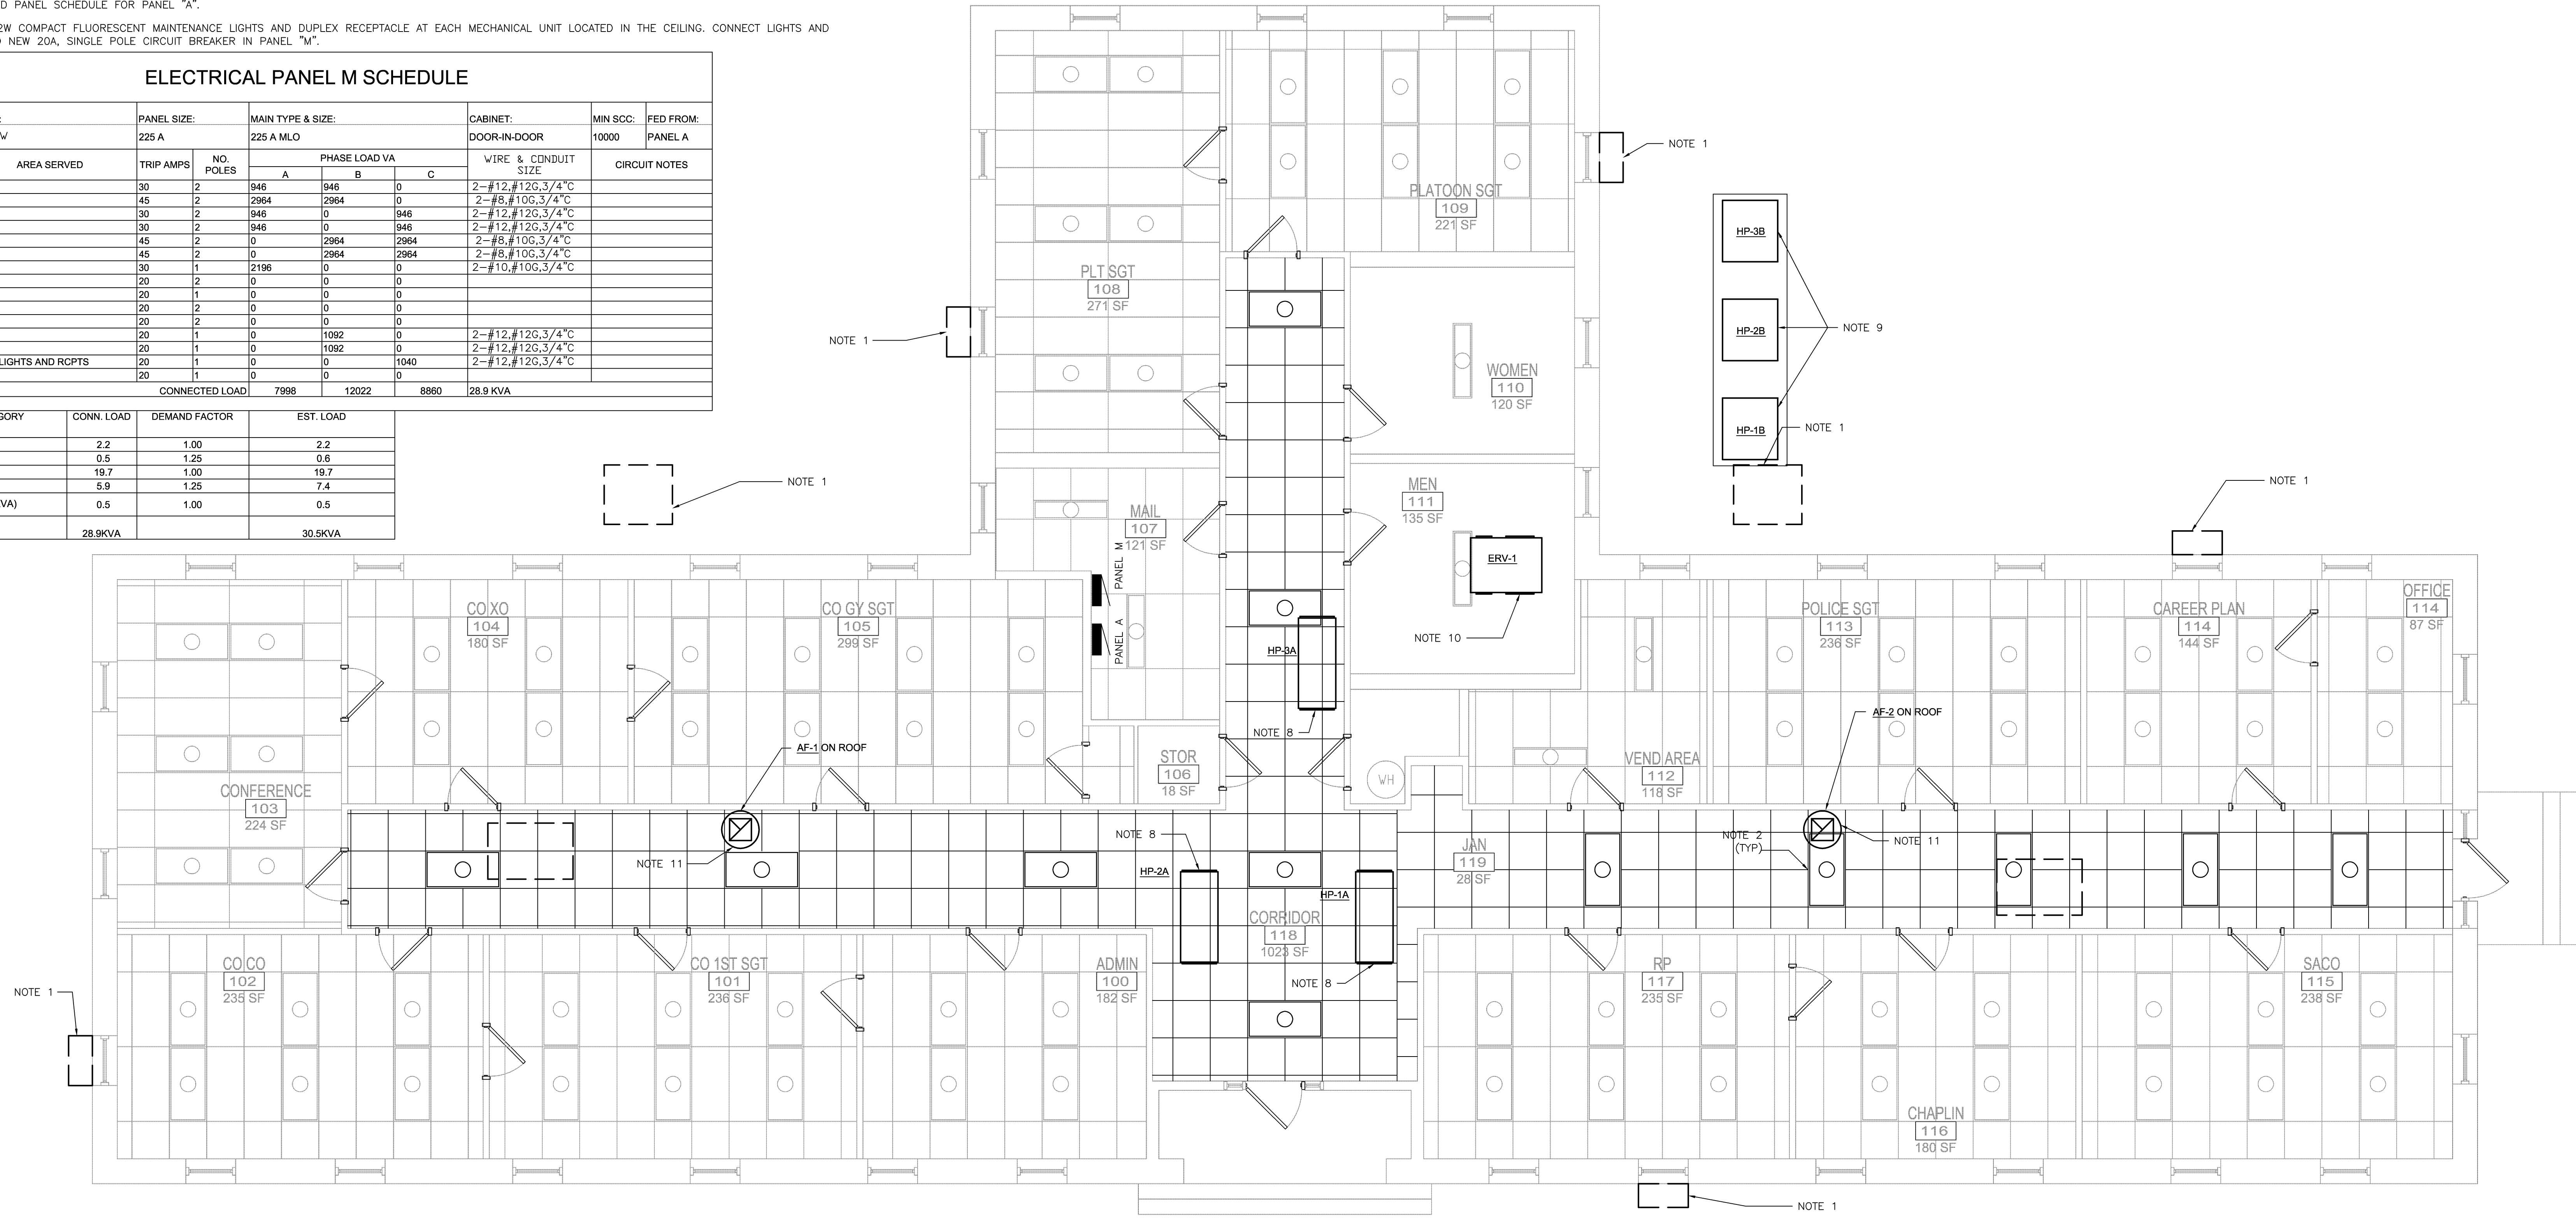 D PANEL SCHEDULE FOR PANEL "A".
2W COMPACT FLUORESCENT MAINTENANCE LIGHTS AND DUPLEX RECEPTACLE AT EACH MECHANICAL UNIT LOCATED IN THE CEILING. CONNECT LIGHTS AND
NEW 20A, SINGLE POLE CIRCUIT BREAKER IN PANEL "M".
ELECTRICAL PANEL M SCHEDULE
PANEL SIZE: MAIN TYPE & SIZE: CABINET: MIN SCC: FED FROM:
W 225 A 225 A MLO DOOR-IN-DOOR 10000 PANEL A
AREA SERVED TRIP AMPS NO. POLES PHASE LOAD VA WIRE & CONDUIT SIZE CIRCUIT NOTES
A B C
30 2 946 946 0 2-#12,#12G,3/4"C
45 2 2964 2964 0 2-#8,#10G,3/4"C
30 2 946 0 946 2-#12,#12G,3/4"C
30 2 946 0 946 2-#12,#12G,3/4"C
45 2 0 2964 2964 2-#8,#10G,3/4"C
45 2 0 2964 2964 2-#8,#10G,3/4"C
30 1 2196 0 0 2-#10,#10G,3/4"C
20 2 0 0 0
20 1 0 0 0
20 2 0 0 0
20 2 0 0 0
20 1 0 1092 0 2-#12,#12G,3/4"C
20 1 0 1092 0 2-#12,#12G,3/4"C
LIGHTS AND RCPTS 20 1 0 0 1040 2-#12,#12G,3/4"C
20 1 0 0 0
CONNECTED LOAD 7998 12022 8860 28.9 KVA
GORY CONN. LOAD DEMAND FACTOR EST. LOAD
2.2 1.00 2.2
0.5 1.25 0.6
19.7 1.00 19.7
5.9 1.25 7.4
VA) 0.5 1.00 0.5
28.9KVA 30.5KVA
NOTE 1
PLATOON SGT
109
221 SF
HP-3B
HP-2B
NOTE 9
HP-1B
NOTE 1
PLT SGT
108
271 SF
NOTE 1
WOMEN
110
120 SF
NOTE 1
MEN
111
135 SF
NOTE 1
MAIL
107
121 SF
PANEL M
PANEL A
ERV-1
NOTE 10
CO XO
104
180 SF
CO GY SGT
105
299 SF
HP-3A
NOTE 8
POLICE SGT
113
236 SF
CAREER PLAN
114
144 SF
OFFICE
114
87 SF
AF-1 ON ROOF
AF-2 ON ROOF
STOR
106
18 SF
WH
VEND AREA
112
118 SF
CONFERENCE
103
224 SF
NOTE 11
NOTE 8
HP-2A
HP-1A
JAN
119
28 SF
NOTE 2
(TYP)
NOTE 11
CORRIDOR
118
1023 SF
NOTE 8
CO CO
102
235 SF
CO 1ST SGT
101
236 SF
ADMIN
100
182 SF
RP
117
235 SF
SACO
115
238 SF
NOTE 1
CHAPLIN
116
180 SF
NOTE 1